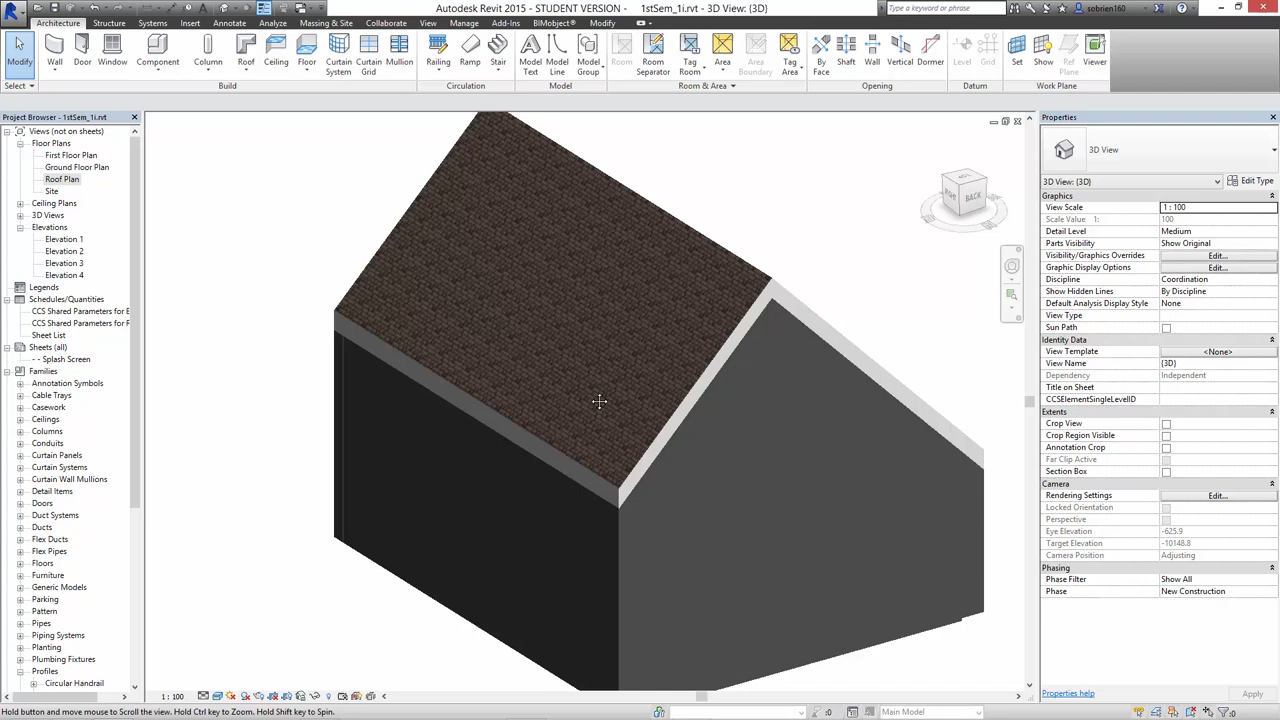 Autodesk Revit 2015 - STUDENT VERSION - 1stSem_1i.rvt - 3D View: {3D}
Type a keyword or phrase
sobrien160
Architecture Structure Systems Insert Annotate Analyze Massing & Site Collaborate View Manage Add-Ins BIMobject® Modify
Modify Wall Door Window Component Column Roof Ceiling Floor Curtain System Curtain Grid Mullion Railing Ramp Stair Model Text Model Line Model Group Room Room Separator Tag Room Area Area Boundary Tag Area By Face Shaft Wall Vertical Dormer Level Grid Set Show Ref Plane Viewer
Select Build Circulation Model Room & Area Opening Datum Work Plane
Project Browser - 1stSem_1i.rvt
Views (not on sheets)
Floor Plans
First Floor Plan
Ground Floor Plan
Roof Plan
Site
Ceiling Plans
3D Views
Elevations
Elevation 1
Elevation 2
Elevation 3
Elevation 4
Legends
Schedules/Quantities
CCS Shared Parameters for E
CCS Shared Parameters for F
Sheet List
Sheets (all)
- - Splash Screen
Families
Annotation Symbols
Cable Trays
Casework
Ceilings
Columns
Conduits
Curtain Panels
Curtain Systems
Curtain Wall Mullions
Detail Items
Doors
Duct Systems
Ducts
Flex Ducts
Flex Pipes
Floors
Furniture
Generic Models
Parking
Pattern
Pipes
Piping Systems
Planting
Plumbing Fixtures
Profiles
Circular Handrail
BACK
Properties
3D View
3D View: {3D} Edit Type
Graphics
View Scale 1 : 100
Scale Value 1: 100
Detail Level Medium
Parts Visibility Show Original
Visibility/Graphics Overrides Edit...
Graphic Display Options Edit...
Discipline Coordination
Show Hidden Lines By Discipline
Default Analysis Display Style None
View Type
Sun Path
Identity Data
View Template <None>
View Name {3D}
Dependency Independent
Title on Sheet
CCSElementSingleLevelID
Extents
Crop View
Crop Region Visible
Annotation Crop
Far Clip Active
Section Box
Camera
Rendering Settings Edit...
Locked Orientation
Perspective
Eye Elevation -625.9
Target Elevation -10148.8
Camera Position Adjusting
Phasing
Phase Filter Show All
Phase New Construction
Properties help Apply
1 : 100
Hold button and move mouse to Scroll the view. Hold Ctrl key to Zoom. Hold Shift key to Spin.
:0 Main Model :0